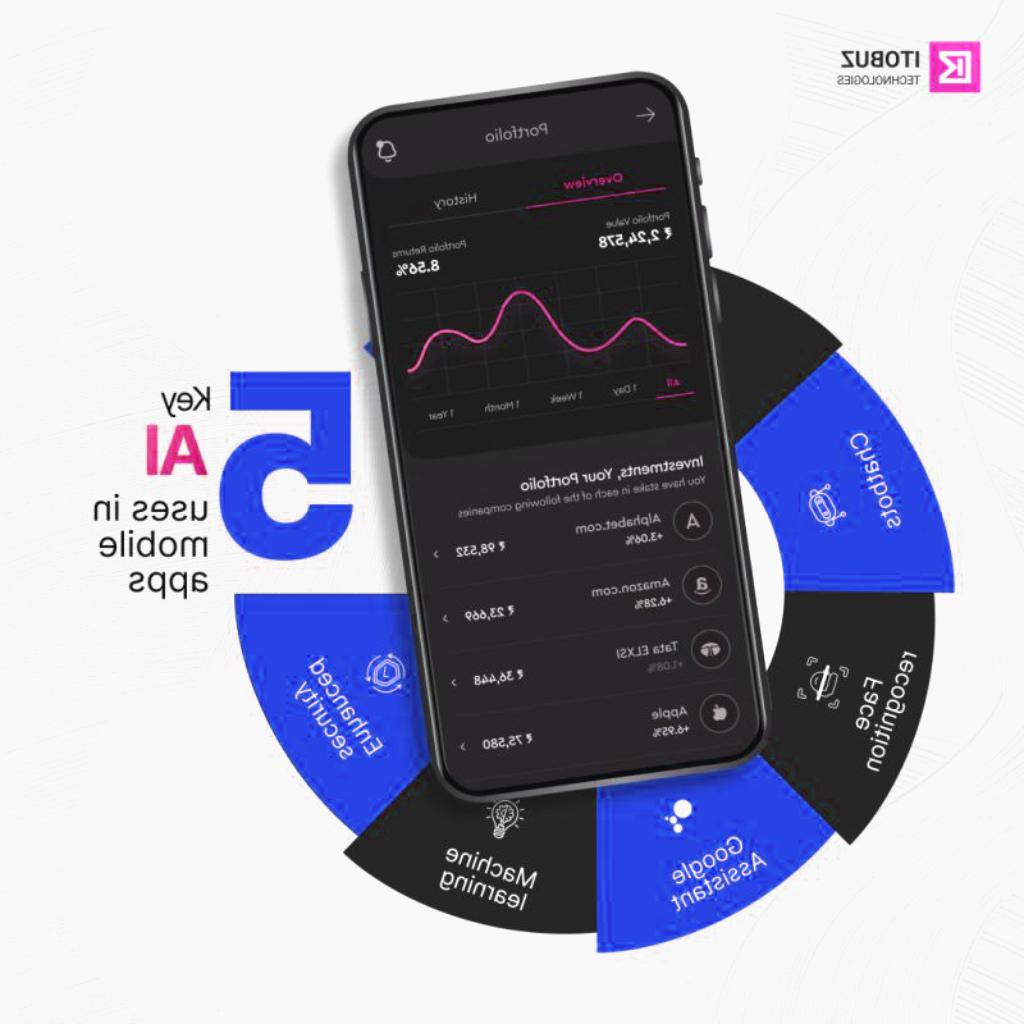 ITOBUZ
TECHNOLOGIES
5
Key
AI
uses in
mobile
apps
Portfolio
Overview
History
Portfolio Value
₹ 2,24,578
Portfolio Returns
8.56%
All
1 Day
1 Week
1 Month
1 Year
Investments, Your Portfolio
You have stake in each of the following companies
Alphabet.com
+3.06%
₹ 98,532
Amazon.com
+6.28%
₹ 23,669
Tata ELXSI
+1.08%
₹ 36,448
Apple
+6.95%
₹ 75,580
Chatbots
Face
recognition
Google
Assistant
Machine
learning
Enhanced
security